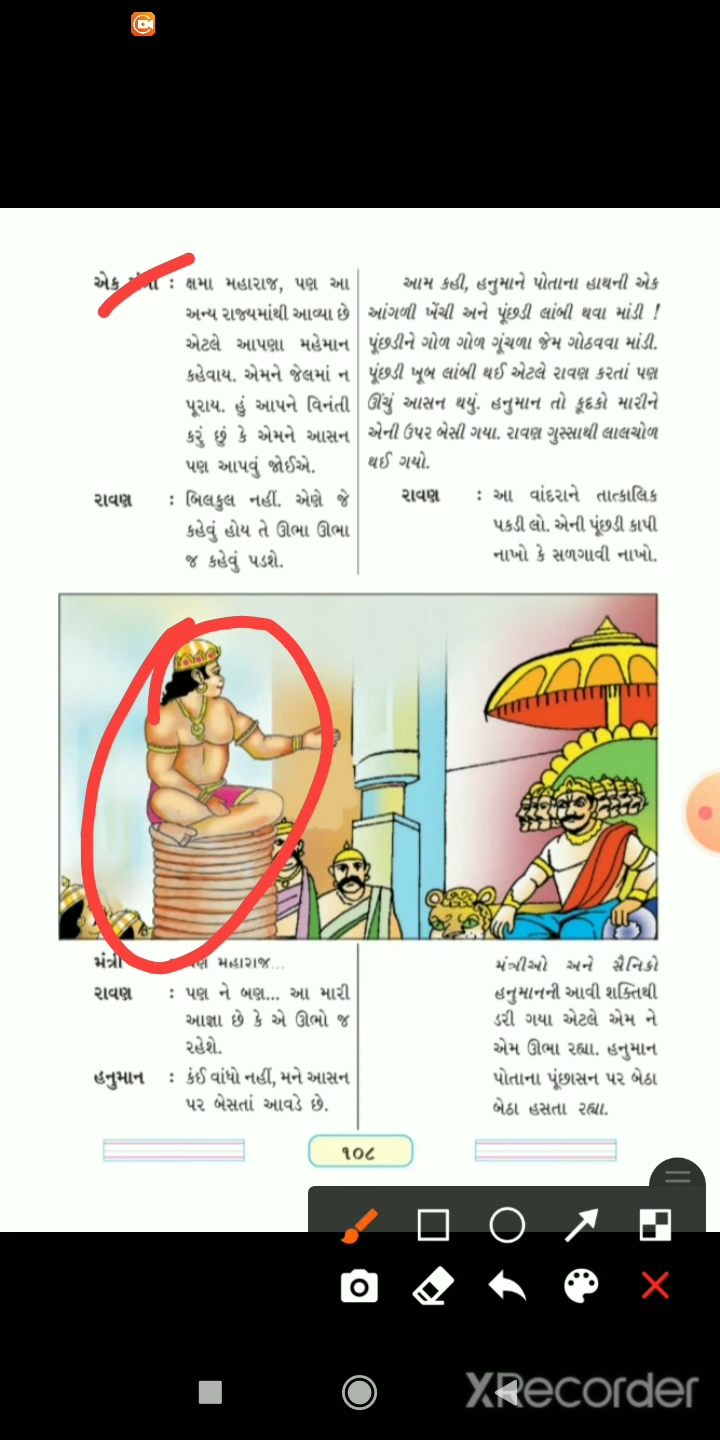 એક : ક્ષમા મહારાજ, પણ આ
અન્ય રાજ્યમાંથી આવ્યા છે
એટલે આપણા મહેમાન
કહેવાય. એમને જેલમાં ન
પૂરાય. હું આપને વિનંતી
કરું છું કે એમને આસન
પણ આપવું જોઈએ.
રાવણ : બિલકુલ નહીં. એણે જે
કહેવું હોય તે ઊભા ઊભા
જ કહેવું પડશે.
આમ કહી, હનુમાને પોતાના હાથની એક
આંગળી ખેંચી અને પૂંછડી લાંબી થવા માંડી !
પૂંછડીને ગોળ ગોળ ગૂંચળા જેમ ગોઠવવા માંડી.
પૂંછડી ખૂબ લાંબી થઈ એટલે રાવણ કરતાં પણ
ઊંચું આસન થયું. હનુમાન તો કૂદકો મારીને
એની ઉપર બેસી ગયા. રાવણ ગુસ્સાથી લાલચોળ
થઈ ગયો.
રાવણ : આ વાંદરાને તાત્કાલિક
પકડી લો. એની પૂંછડી કાપી
નાખો કે સળગાવી નાખો.
મંત્રી : પણ મહારાજ...
રાવણ : પણ ને બણ... આ મારી
આજ્ઞા છે કે એ ઊભો જ
રહેશે.
હનુમાન : કંઈ વાંધો નહીં, મને આસન
પર બેસતાં આવડે છે.
મંત્રીઓ અને સૈનિકો
હનુમાનની આવી શક્તિથી
ડરી ગયા એટલે એમ ને
એમ ઊભા રહ્યા. હનુમાન
પોતાના પૂંછાસન પર બેઠા
બેઠા હસતા રહ્યા.
૧૦૮
XRecorder